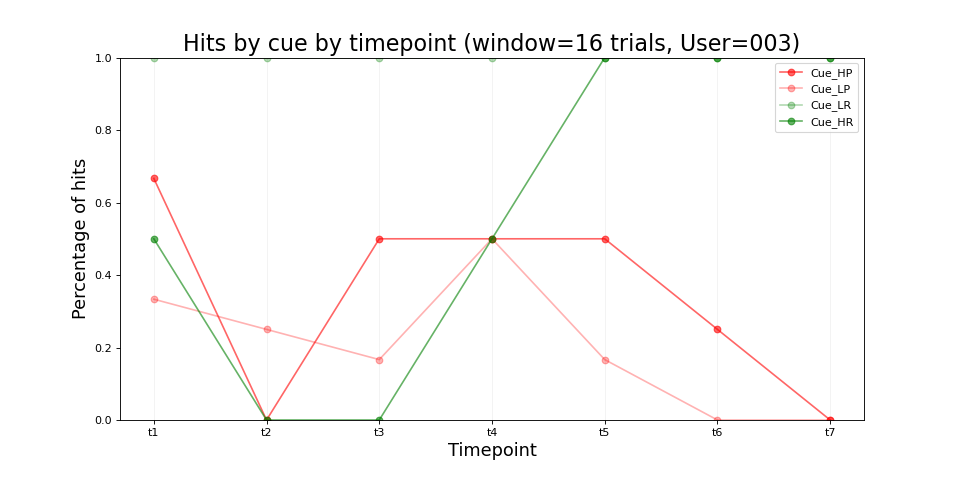 Hits by cue by timepoint (window=16 trials, User=003)
Percentage of hits
1.0
0.8
0.6
0.4
0.2
0.0
Cue_HP
Cue_LP
Cue_LR
Cue_HR
t1 t2 t3 t4 t5 t6 t7
Timepoint